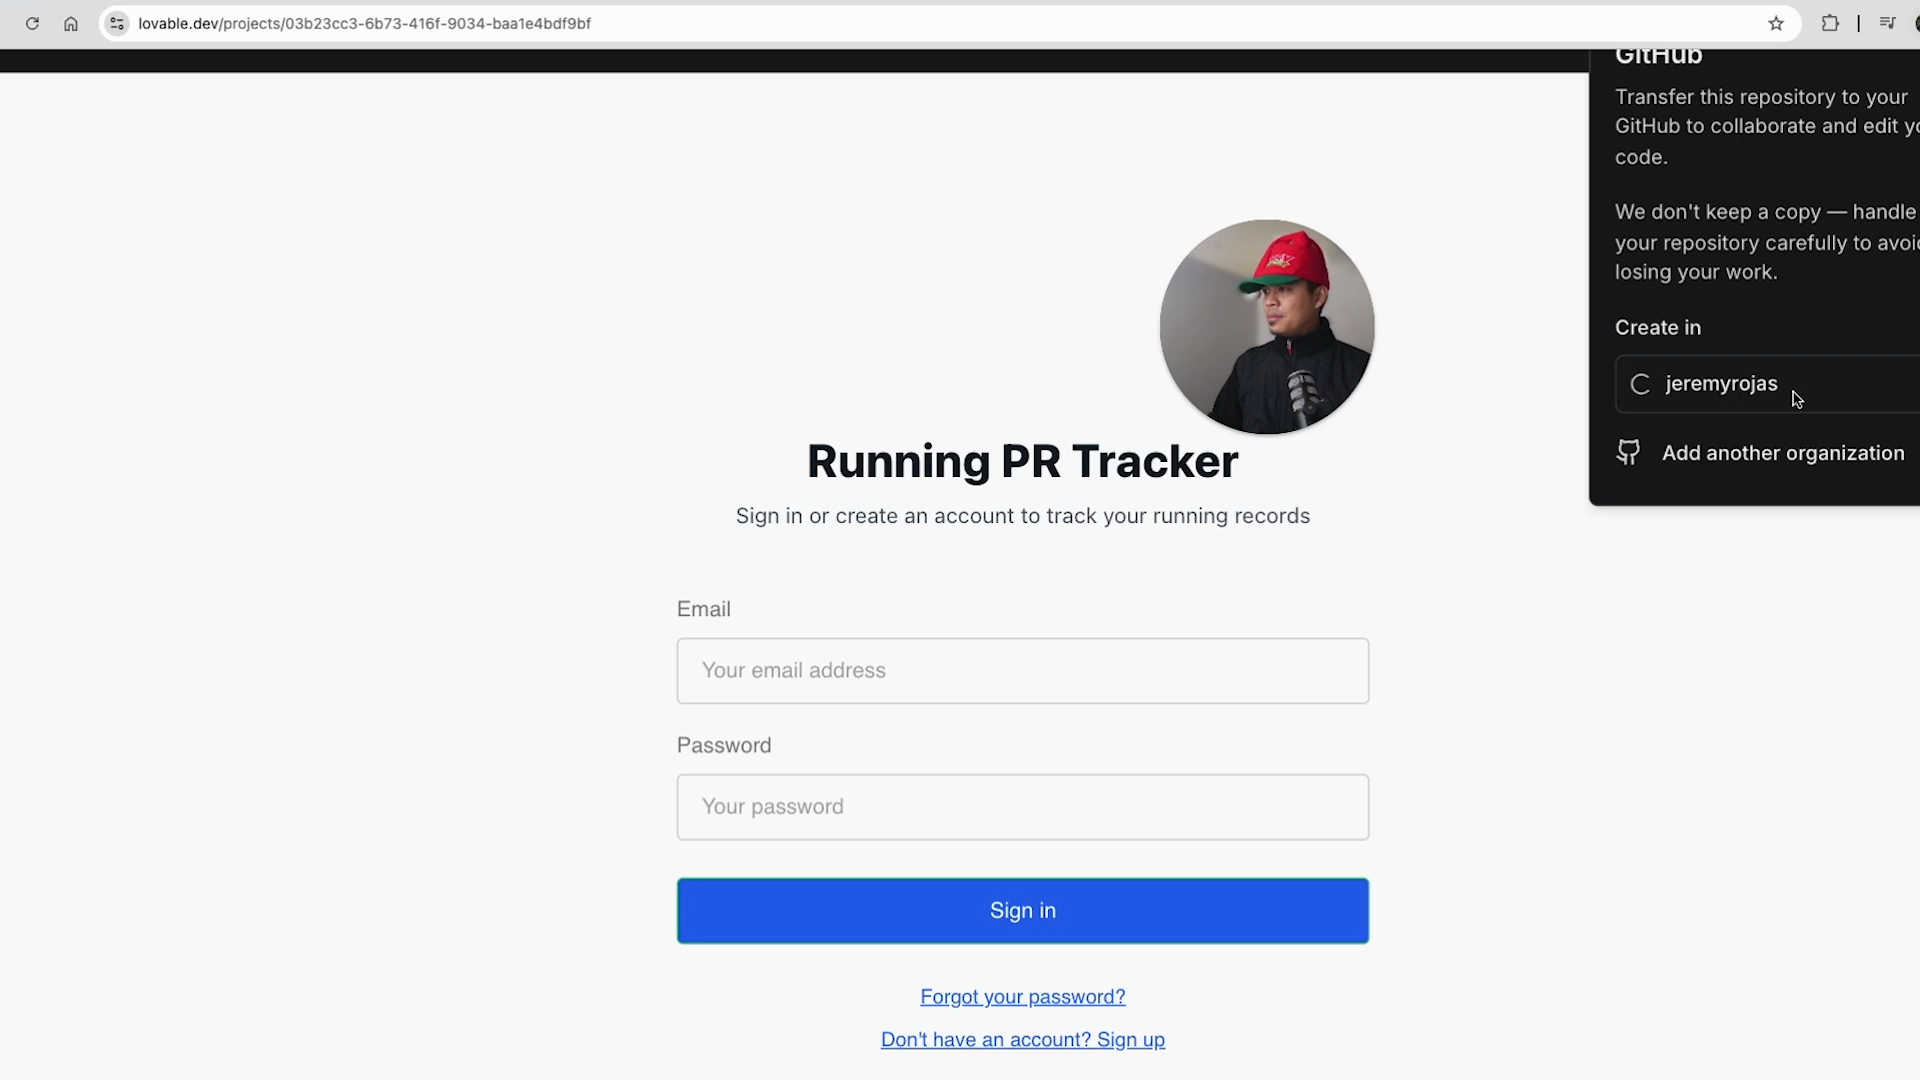 lovable.dev/projects/03b23cc3-6b73-416f-9034-baa1e4bdf9bf
GitHub
Transfer this repository to your
GitHub to collaborate and edit yo
code.
We don't keep a copy — handle
your repository carefully to avoid
losing your work.
Create in
jeremyrojas
Add another organization
Running PR Tracker
Sign in or create an account to track your running records
Email
Your email address
Password
Your password
Sign in
Forgot your password?
Don't have an account? Sign up